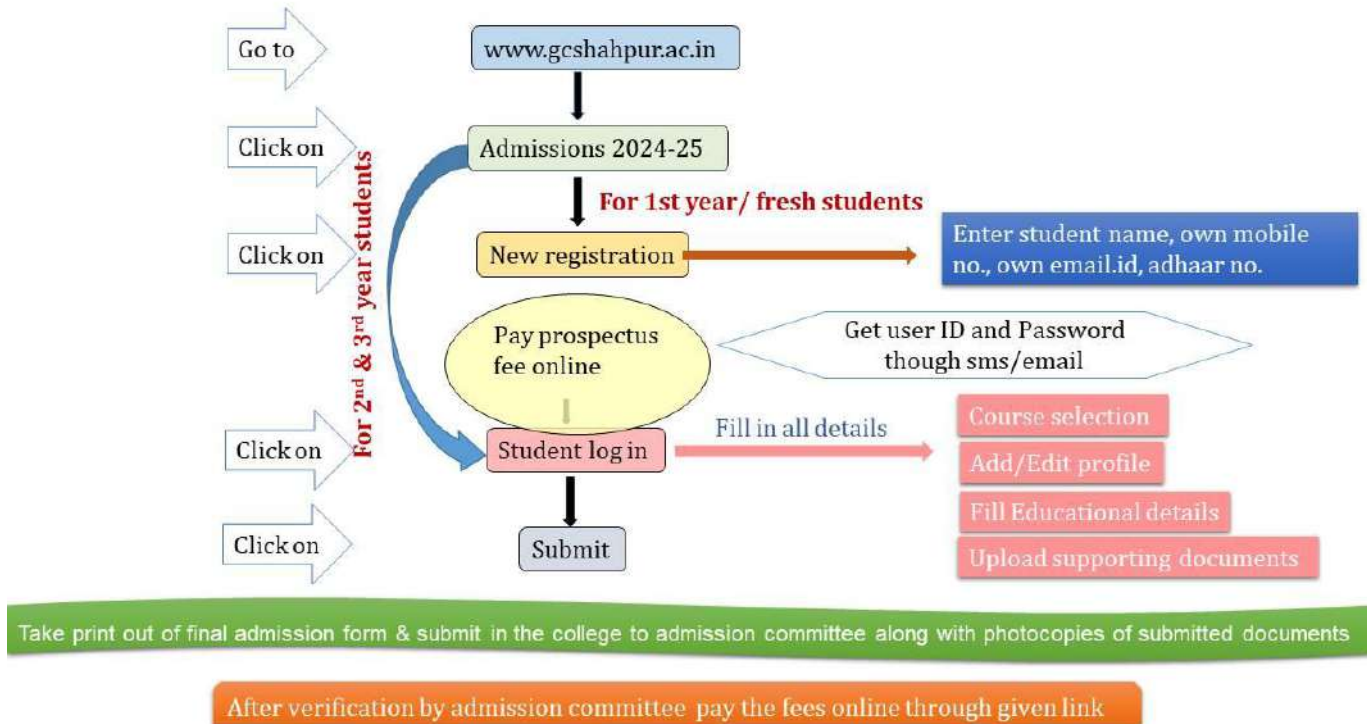 Go to
www.gcshahpur.ac.in
Click on
Admissions 2024-25
For 1st year/ fresh students
Click on
New registration
Enter student name, own mobile
no., own email.id, adhaar no.
For 2nd & 3rd year students
Pay prospectus
fee online
Get user ID and Password
though sms/email
Click on
Student log in
Fill in all details
Course selection
Add/Edit profile
Fill Educational details
Upload supporting documents
Click on
Submit
Take print out of final admission form & submit in the college to admission committee along with photocopies of submitted documents
After verification by admission committee pay the fees online through given link